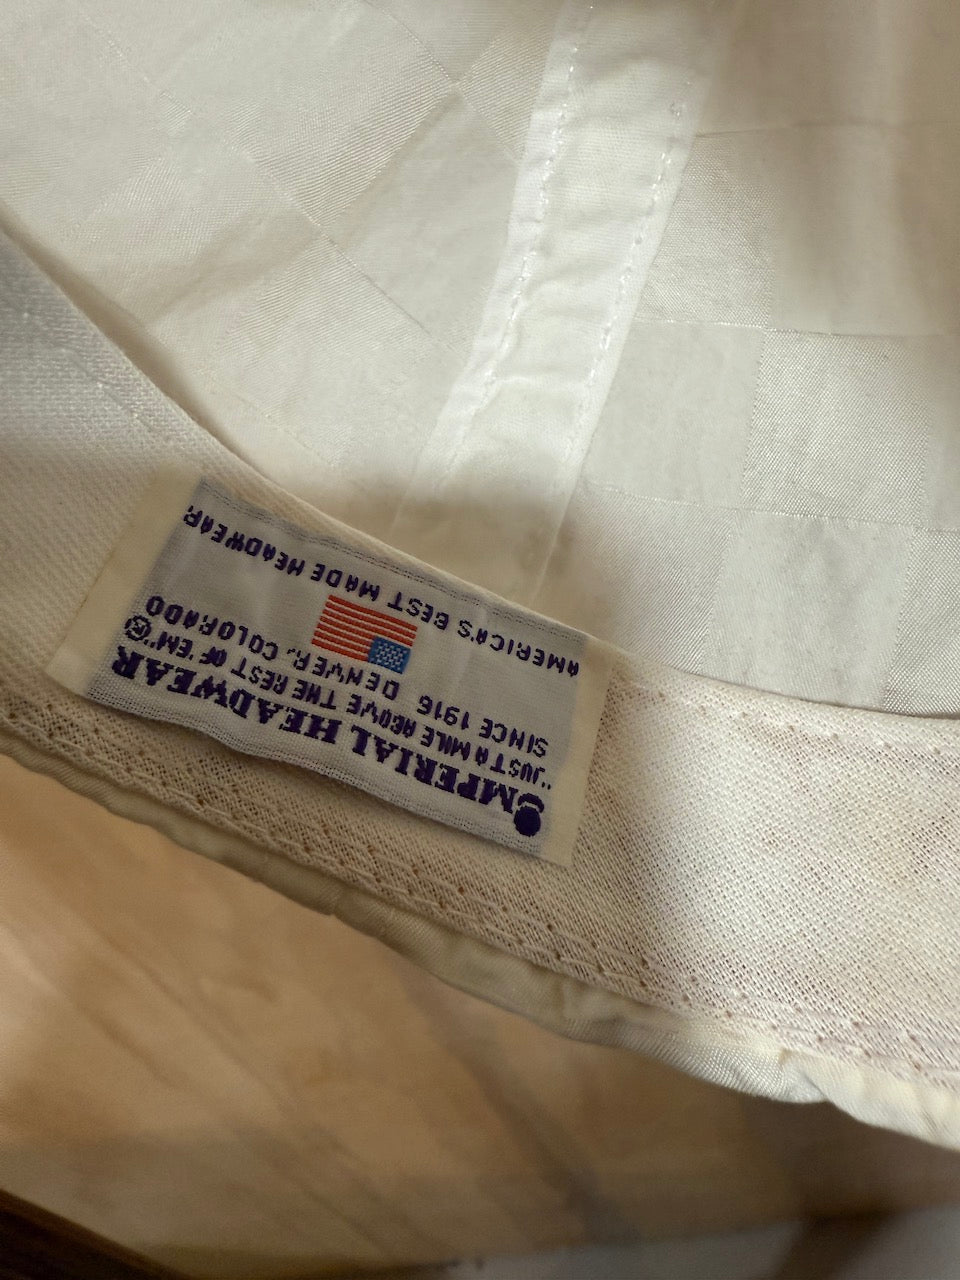 IMPERIAL HEADWEAR
"JUST A MILE ABOVE THE REST OF 'EM"®
SINCE 1916 DENVER, COLORADO
AMERICA'S BEST MADE HEADWEAR